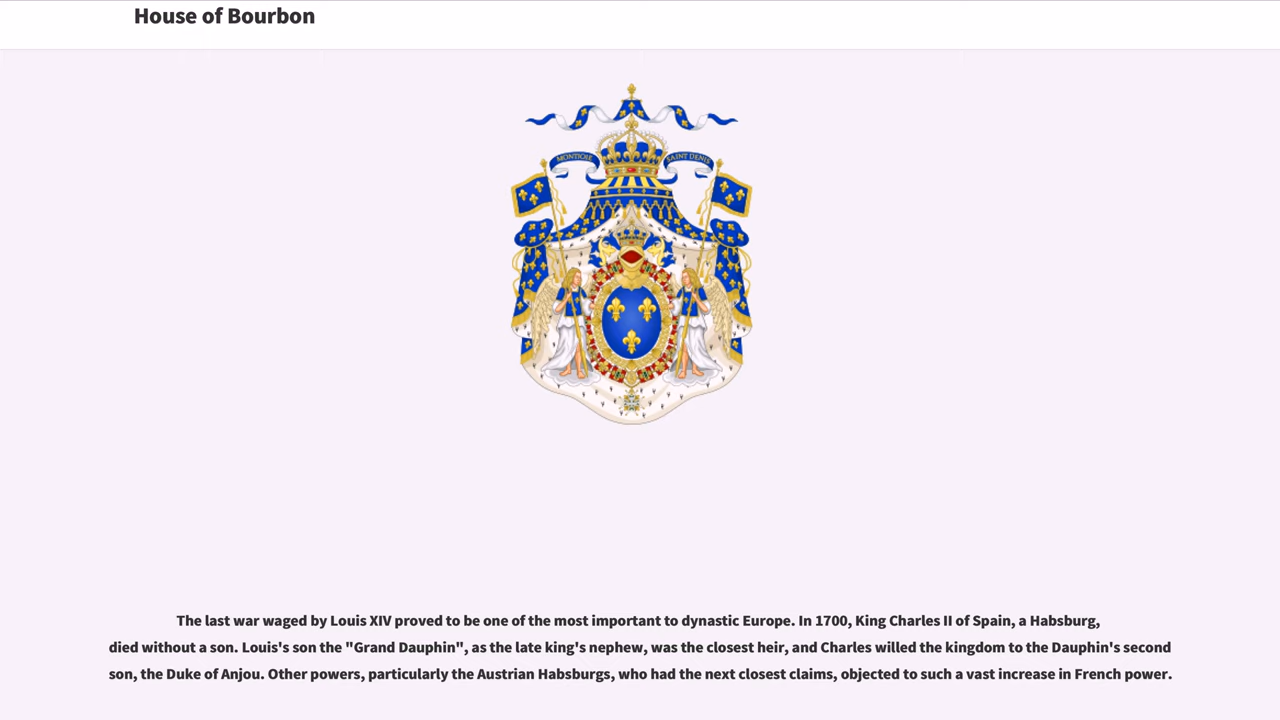 House of Bourbon
MONTJOIE SAINT DENIS
The last war waged by Louis XIV proved to be one of the most important to dynastic Europe. In 1700, King Charles II of Spain, a Habsburg,
died without a son. Louis's son the "Grand Dauphin", as the late king's nephew, was the closest heir, and Charles willed the kingdom to the Dauphin's second
son, the Duke of Anjou. Other powers, particularly the Austrian Habsburgs, who had the next closest claims, objected to such a vast increase in French power.